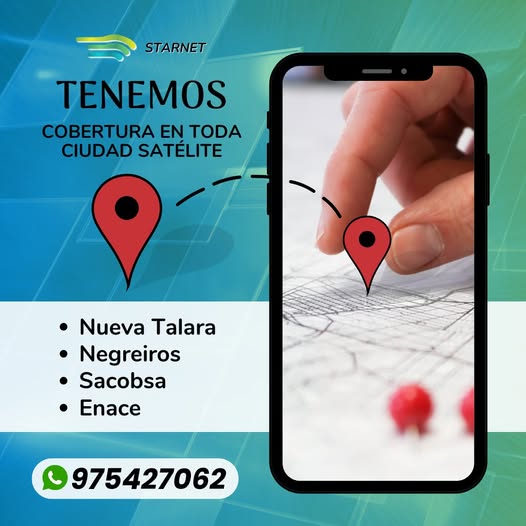 STARNET
TENEMOS
COBERTURA EN TODA
CIUDAD SATÉLITE
• Nueva Talara
• Negreiros
• Sacobsa
• Enace
975427062